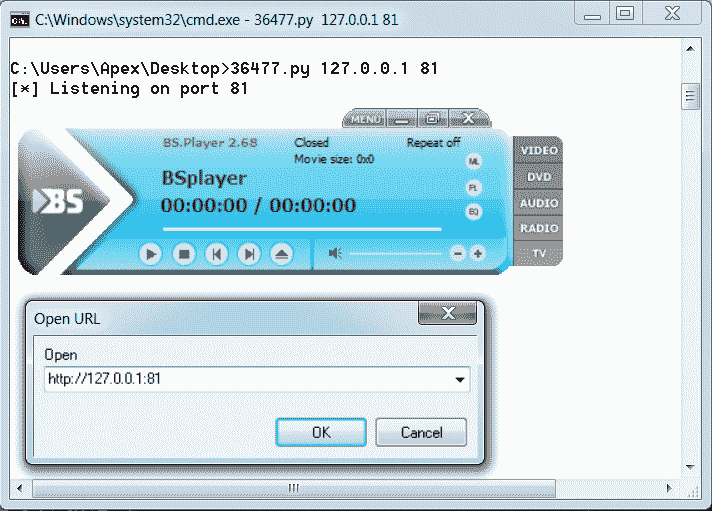 C:\Windows\system32\cmd.exe - 36477.py 127.0.0.1 81
C:\Users\Apex\Desktop>36477.py 127.0.0.1 81
[*] Listening on port 81
MENU
BS.Player 2.68 Closed Repeat off
Movie size: 0x0
ML
BSplayer
PL
00:00:00 / 00:00:00
EQ
BS
VIDEO
DVD
AUDIO
RADIO
TV
Open URL
Open
http://127.0.0.1:81
OK Cancel